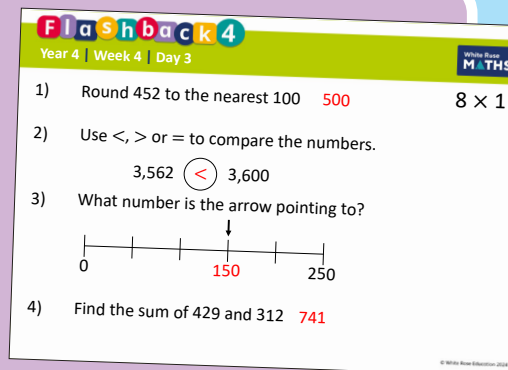 Flashback 4
Year 4 | Week 4 | Day 3
White Rose
MATHS
1) Round 452 to the nearest 100 500
8 × 1
2) Use <, > or = to compare the numbers.
3,562 < 3,600
3) What number is the arrow pointing to?
0 150 250
4) Find the sum of 429 and 312 741
© White Rose Education 2024